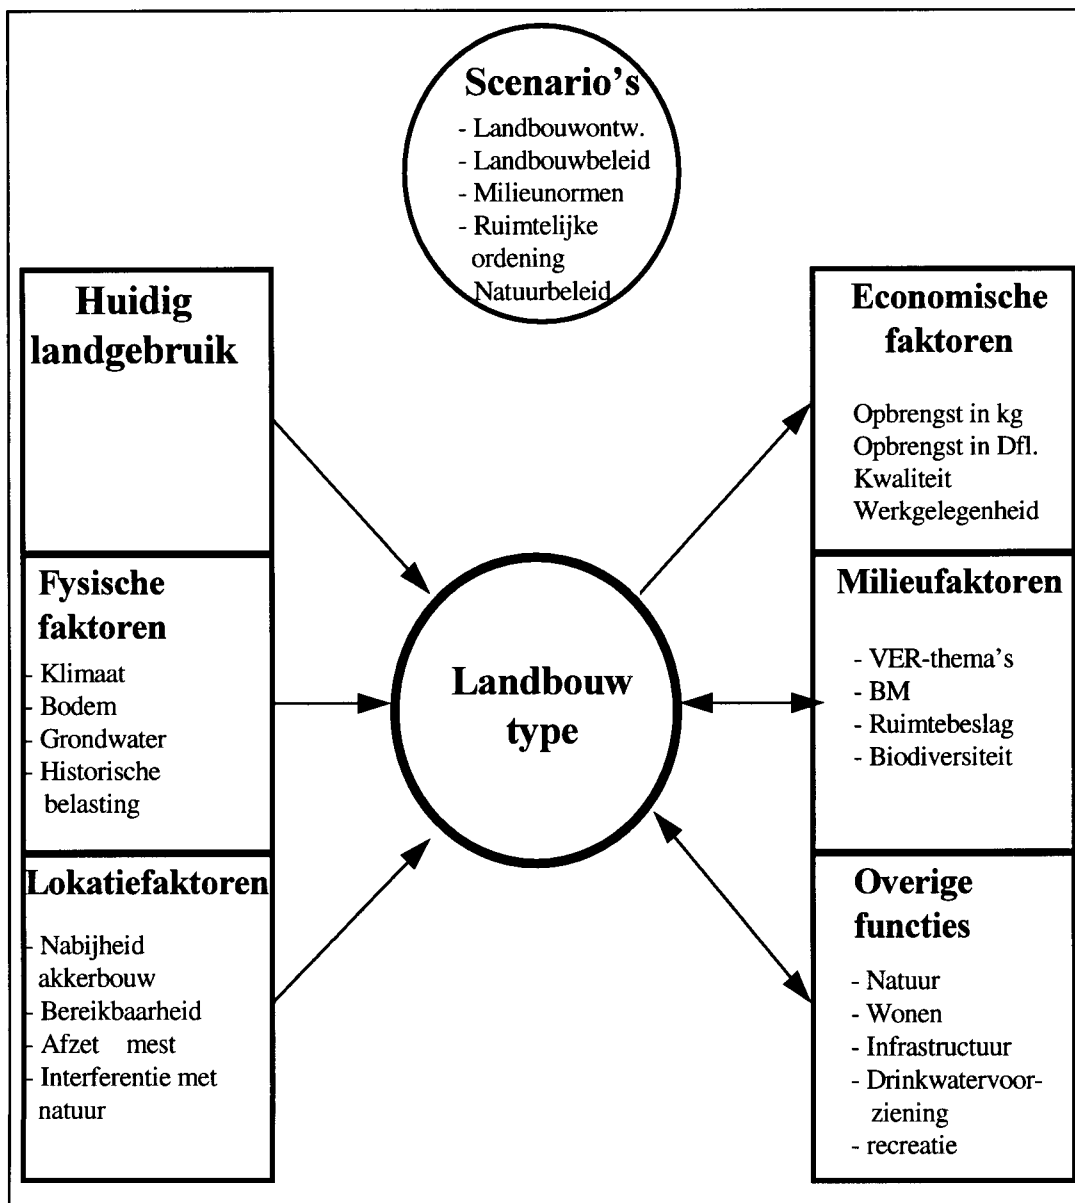 Scenario's
- Landbouwontw.
- Landbouwbeleid
- Milieunormen
- Ruimtelijke
ordening
Natuurbeleid
Huidig
landgebruik
Fysische
faktoren
- Klimaat
- Bodem
- Grondwater
- Historische
belasting
Lokatiefaktoren
- Nabijheid
akkerbouw
- Bereikbaarheid
- Afzet mest
- Interferentie met
natuur
Landbouw
type
Economische
faktoren
Opbrengst in kg
Opbrengst in Dfl.
Kwaliteit
Werkgelegenheid
Milieufaktoren
- VER-thema's
- BM
- Ruimtebeslag
- Biodiversiteit
Overige
functies
- Natuur
- Wonen
- Infrastructuur
- Drinkwatervoor-
ziening
- recreatie